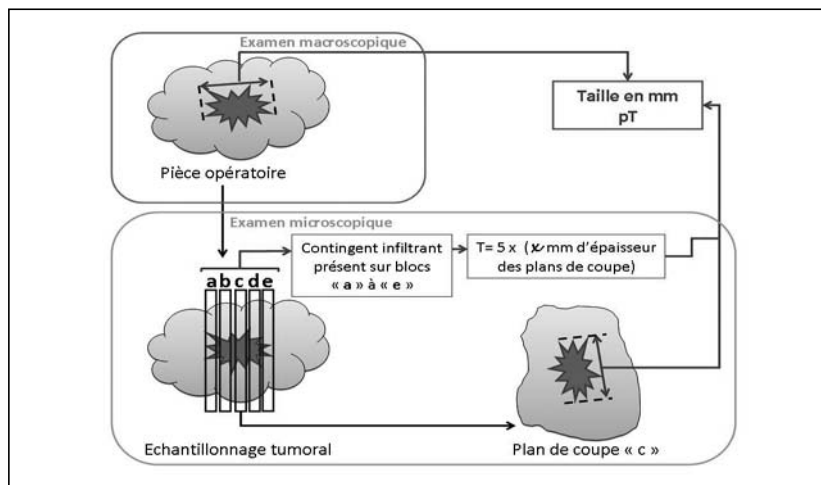 Examen macroscopique
Taille en mm
pT
Pièce opératoire
Examen microscopique
Contingent infiltrant
présent sur blocs
« a » à « e »
T= 5 x (x mm d'épaisseur
des plans de coupe)
a b c d e
Echantillonnage tumoral
Plan de coupe « c »